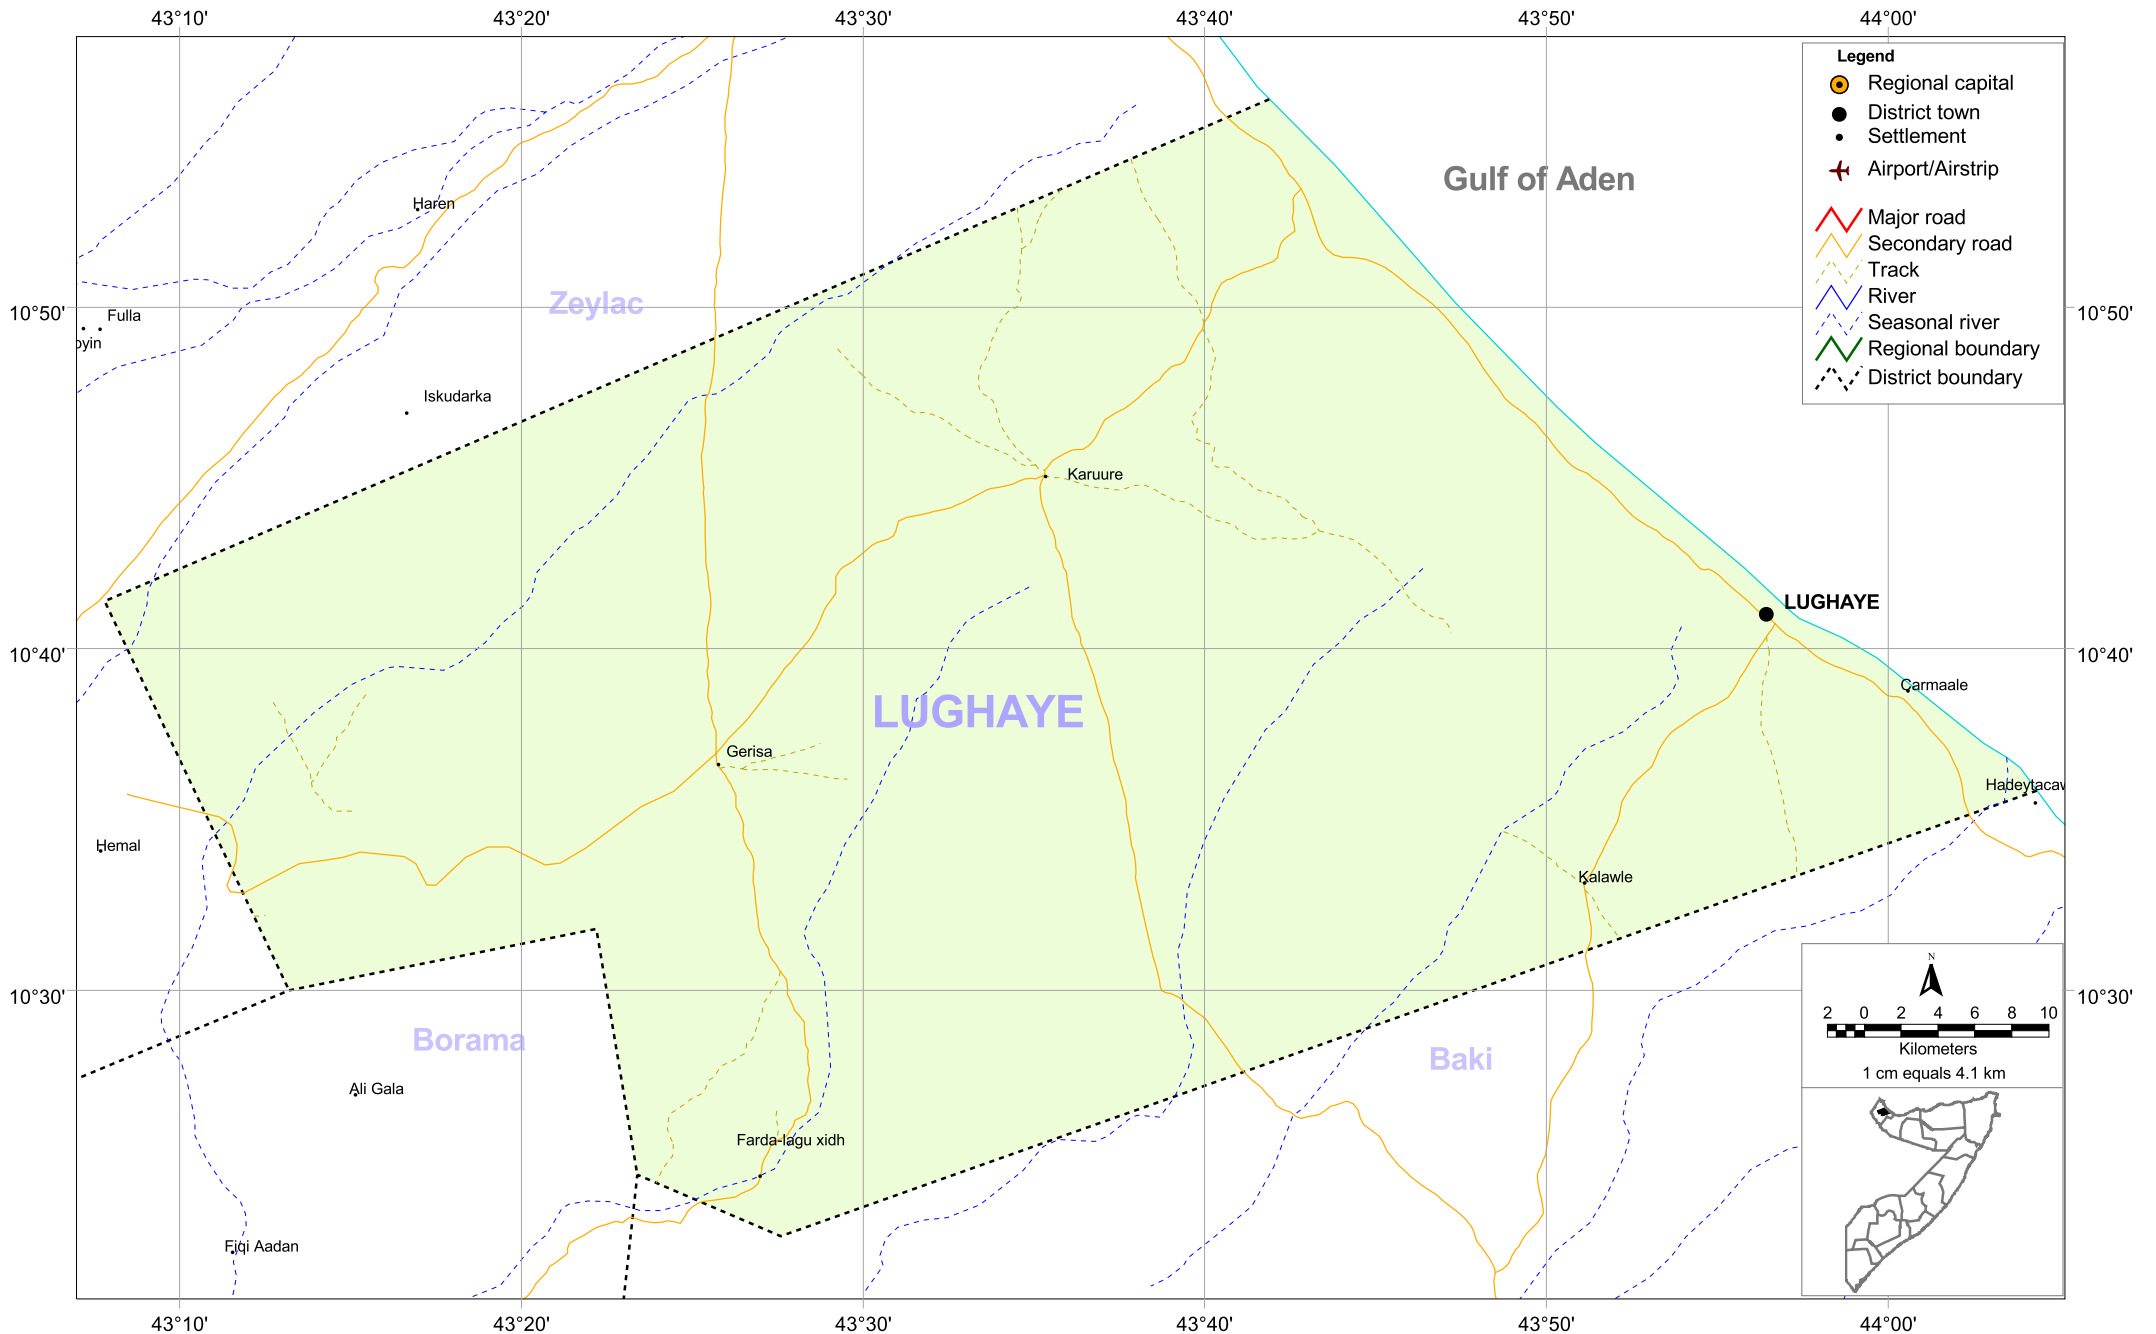 43°10' 43°20' 43°30' 43°40' 43°50' 44°00'
Legend
Regional capital
District town
Settlement
Airport/Airstrip
Major road
Secondary road
Track
River
Seasonal river
Regional boundary
District boundary
Gulf of Aden
Haren
Zeylac
10°50' 10°50'
Fulla
oyin
Iskudarka
Karuure
LUGHAYE
10°40' 10°40'
Carmaale
LUGHAYE
Gerisa
Hadeytacaw
Hemal
Kalawle
10°30' 10°30'
N
2 0 2 4 6 8 10
Kilometers
1 cm equals 4.1 km
Borama
Baki
Ali Gala
Farda-lagu xidh
Fiqi Aadan
43°10' 43°20' 43°30' 43°40' 43°50' 44°00'